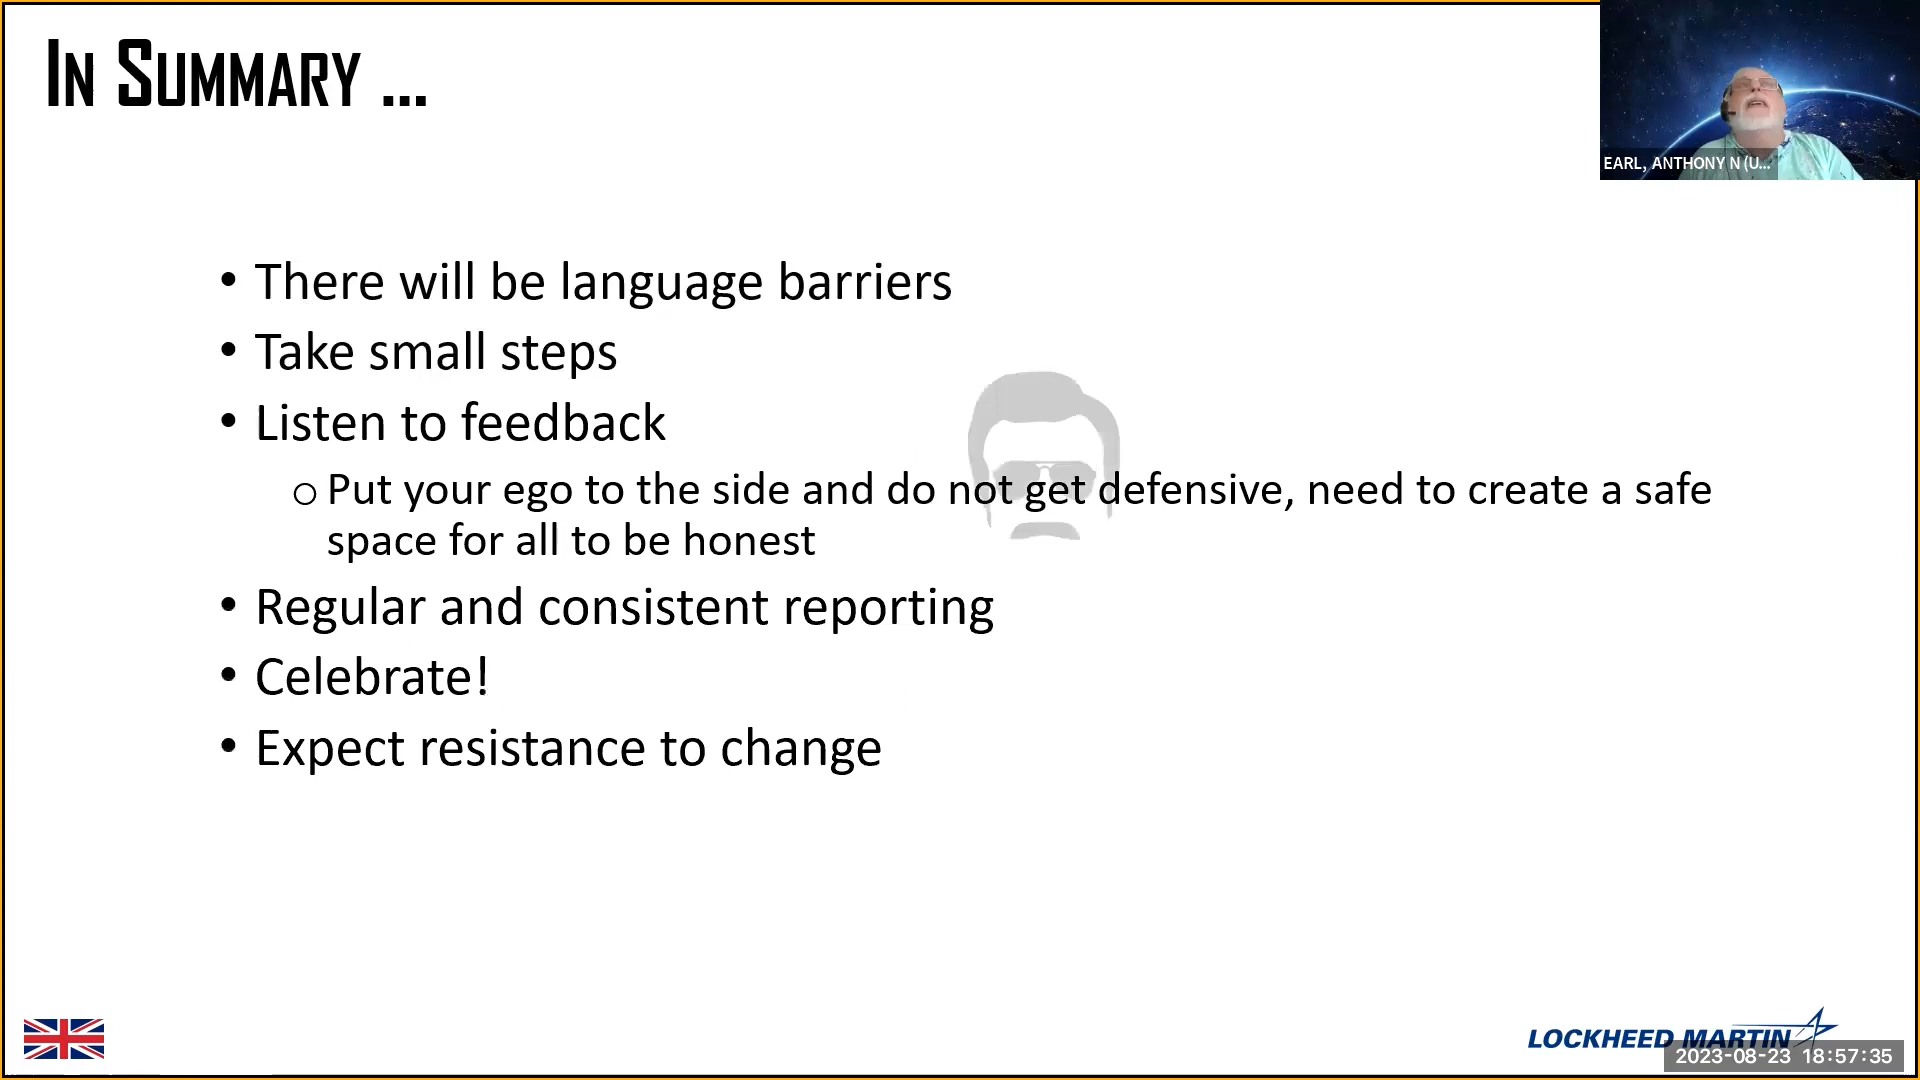 IN SUMMARY ...
EARL, ANTHONY N (U...
• There will be language barriers
• Take small steps
• Listen to feedback
o Put your ego to the side and do not get defensive, need to create a safe
space for all to be honest
• Regular and consistent reporting
• Celebrate!
• Expect resistance to change
LOCKHEED MARTIN
2023-08-23 18:57:35